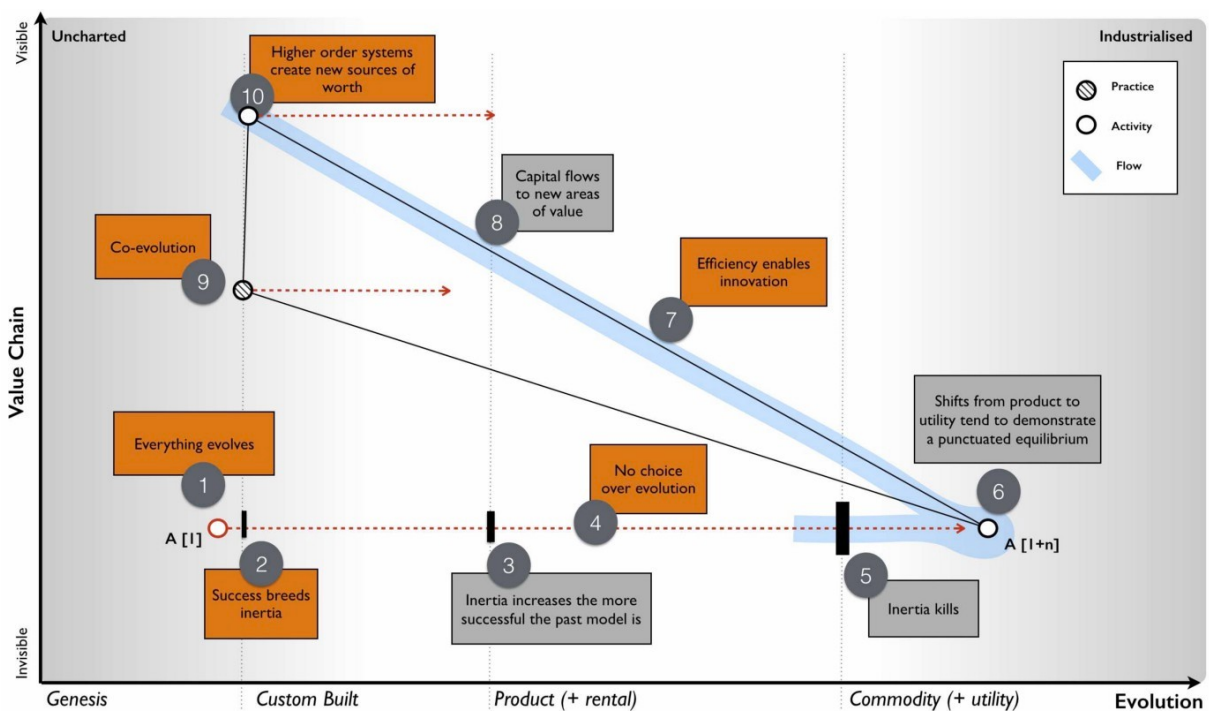 Visible
Uncharted
Industrialised
Higher order systems
create new sources of
worth
10
Practice
Activity
Flow
Capital flows
to new areas
of value
8
Co-evolution
9
Efficiency enables
innovation
7
Value Chain
Shifts from product to
utility tend to demonstrate
a punctuated equilibrium
6
Everything evolves
1
No choice
over evolution
4
A [1]
A [1+n]
2
Success breeds
inertia
3
Inertia increases the more
successful the past model is
5
Inertia kills
Invisible
Genesis
Custom Built
Product (+ rental)
Commodity (+ utility)
Evolution